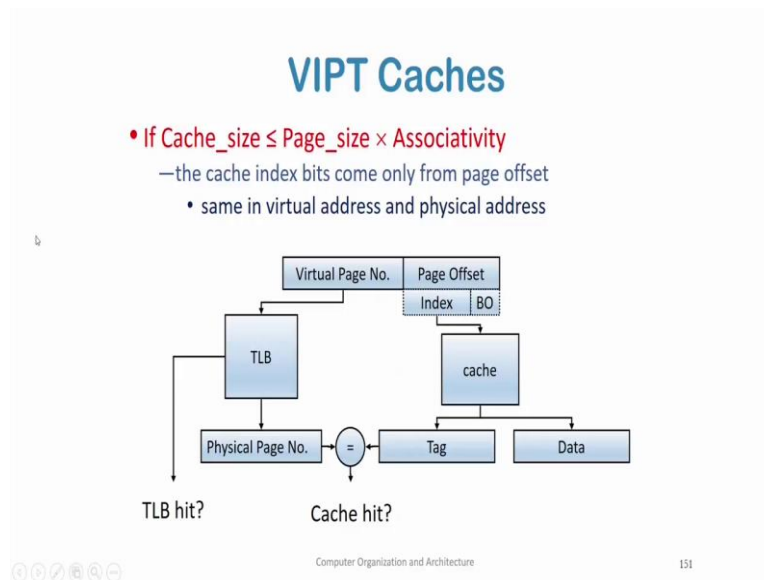 VIPT Caches
• If Cache_size ≤ Page_size × Associativity
—the cache index bits come only from page offset
• same in virtual address and physical address
Virtual Page No. Page Offset
Index BO
TLB
cache
Physical Page No. = Tag Data
TLB hit? Cache hit?
Computer Organization and Architecture 151